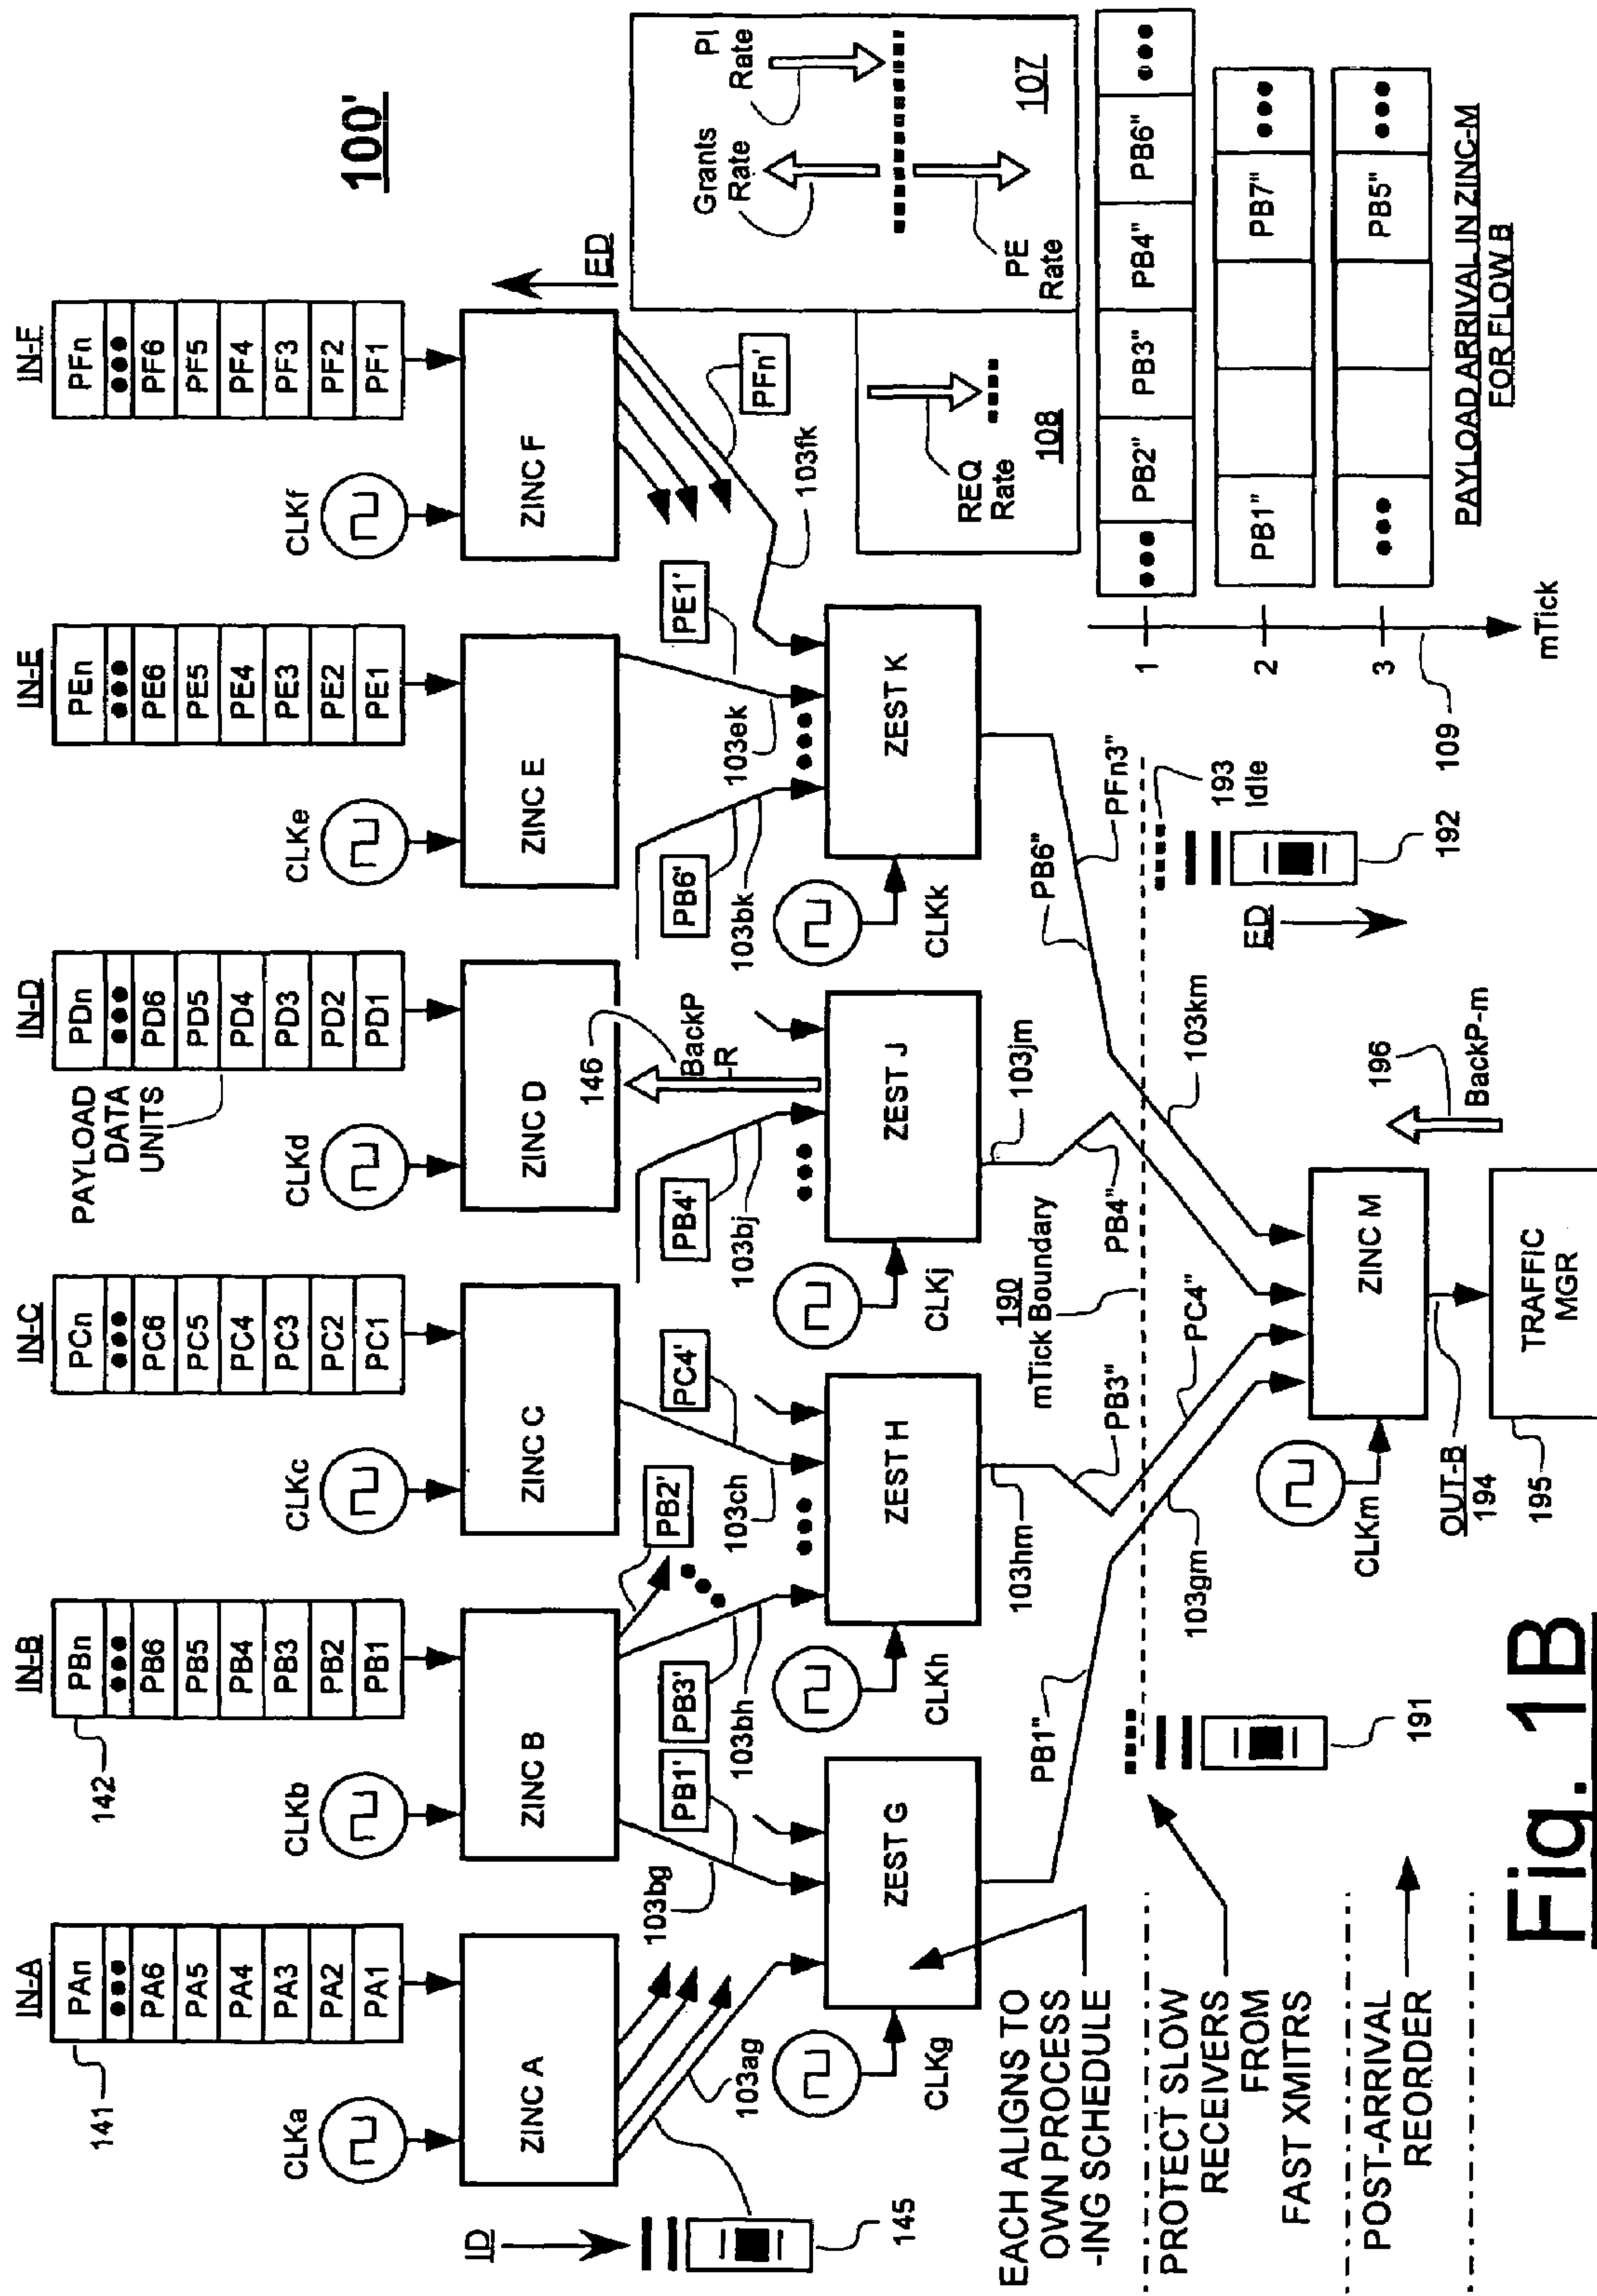 100'
IN-A
IN-B
IN-C
IN-D
IN-E
IN-F
141
142
PAYLOAD
DATA
UNITS
PAn
PA6
PA5
PA4
PA3
PA2
PA1
PBn
PB6
PB5
PB4
PB3
PB2
PB1
PCn
PC6
PC5
PC4
PC3
PC2
PC1
PDn
PD6
PD5
PD4
PD3
PD2
PD1
PEn
PE6
PE5
PE4
PE3
PE2
PE1
PFn
PF6
PF5
PF4
PF3
PF2
PF1
CLKa
CLKb
CLKc
CLKd
CLKe
CLKf
ZINC A
ZINC B
ZINC C
ZINC D
ZINC E
ZINC F
ID
145
103ag
103bg
PB1'
PB3'
103bh
PB2'
PC4'
103ch
PB4'
103bj
146
BackP
R
PB6'
103bk
PE1'
103ek
PFn'
103fk
ED
CLKg
ZEST G
CLKh
ZEST H
CLKj
ZEST J
CLKk
ZEST K
Grants
Rate
PI
Rate
PE
Rate
107
REQ
Rate
108
EACH ALIGNS TO
OWN PROCESS
-ING SCHEDULE
PROTECT SLOW
RECEIVERS
FROM
FAST XMITRS
POST-ARRIVAL
REORDER
191
PB1"
103hm
PB3"
PC4"
103gm
190
mTick Boundary
103jm
PB4"
PB6"
PFn3"
103km
193
Idle
192
ED
196
BackP-m
CLKm
ZINC M
OUT-B
194
195
TRAFFIC
MGR
109
mTick
1
PB2"
PB3"
PB4"
PB6"
2
PB1"
PB7"
3
PB5"
PAYLOAD ARRIVAL IN ZINC-M
FOR FLOW B
Fig. 1B